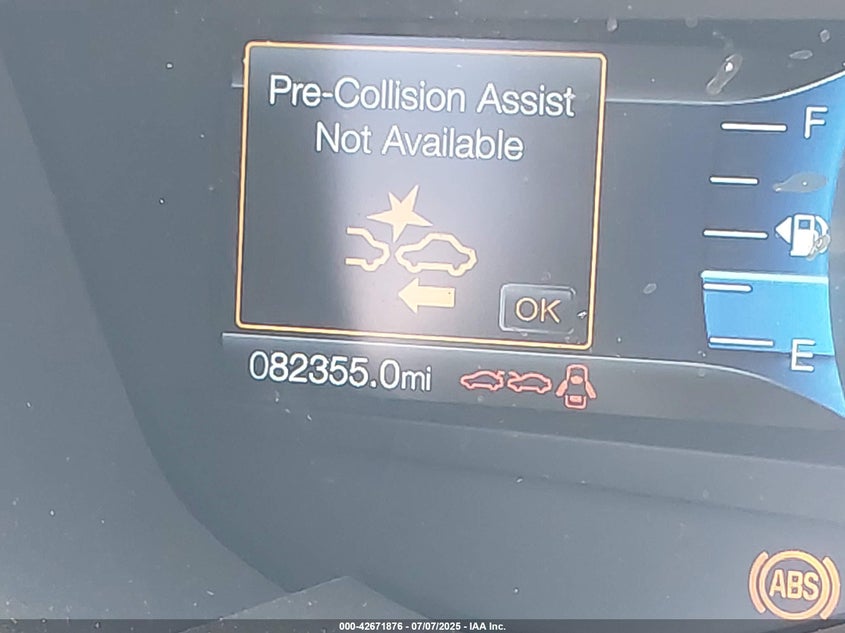 Pre-Collision Assist
Not Available
OK
F
E
082355.0mi
ABS
000-42671876 - 07/07/2025 - IAA Inc.